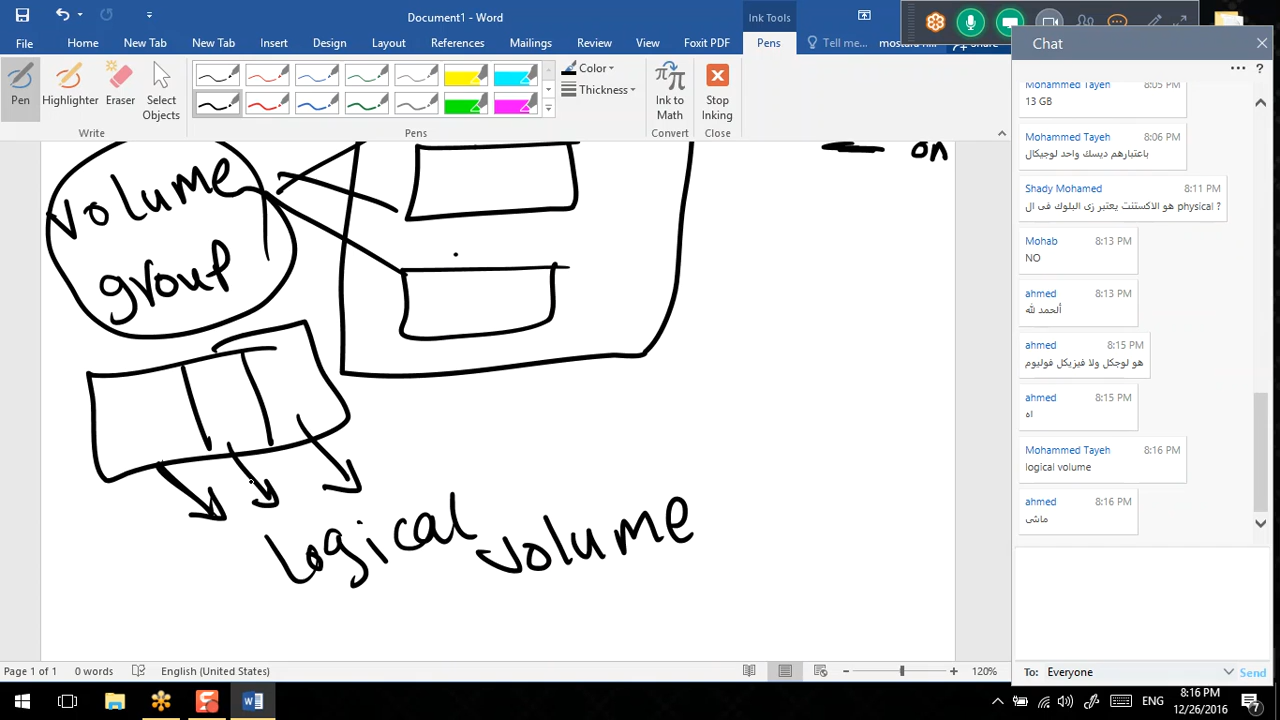 Document1 - Word
Ink Tools
File
Home
New Tab
New Tab
Insert
Design
Layout
References
Mailings
Review
View
Foxit PDF
Pens
Tell me...
Share
Pen
Highlighter
Eraser
Select
Objects
Color
Thickness
Ink to
Math
Stop
Inking
Write
Pens
Convert
Close
on
volume
group
logical volume
Chat
Mohammed Tayeh 8:05 PM
13 GB
Mohammed Tayeh 8:06 PM
باعتبارهم ديسك واحد لوجيكال
Shady Mohamed 8:11 PM
هو الاكستنت يعتبر زى البلوك فى ال physical ?
Mohab 8:13 PM
NO
ahmed 8:13 PM
ألحمد لله
ahmed 8:15 PM
هو لوجكل ولا فيزيكل فوليوم
ahmed 8:15 PM
اه
Mohammed Tayeh 8:16 PM
logical volume
ahmed 8:16 PM
ماشى
To: Everyone
Send
Page 1 of 1
0 words
English (United States)
120%
ENG
8:16 PM
12/26/2016
7